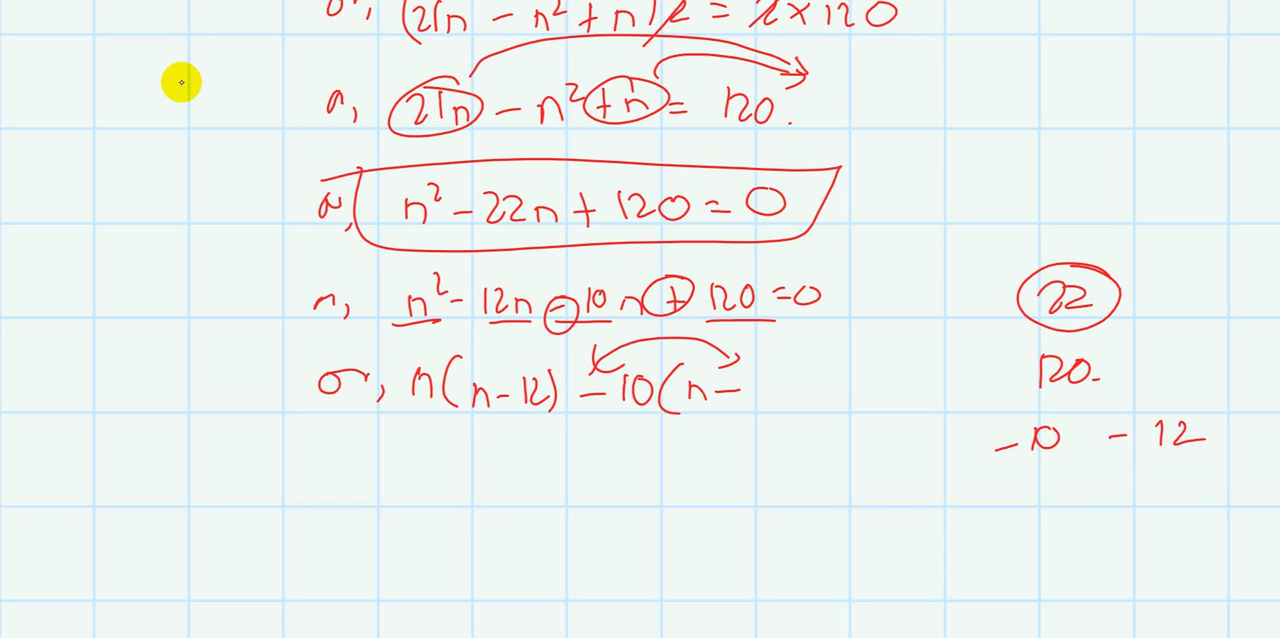 or, (21n - n² + n)/2 = 2 × 120
or, 21n - n² + n = 120.
or, n² - 22n + 120 = 0
or, n² - 12n - 10n + 120 = 0
or, n(n-12) - 10(n -
22
120.
-10 -12